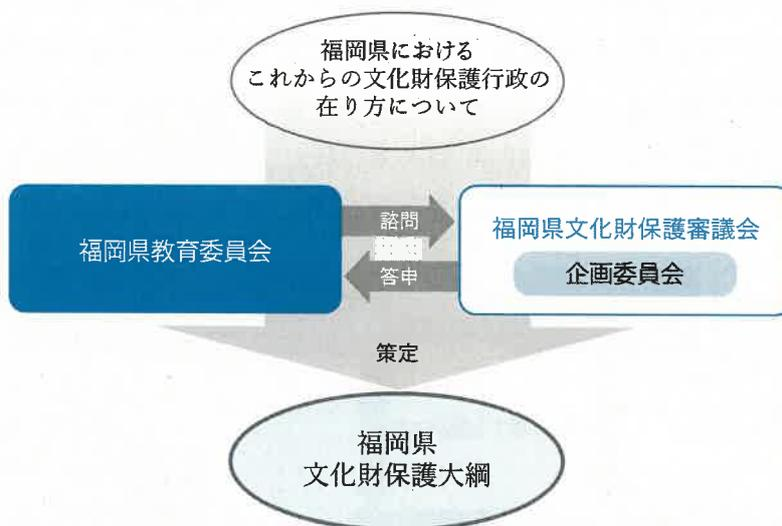 福岡県における
これからの文化財保護行政の
在り方について
福岡県教育委員会
諮問
答申
福岡県文化財保護審議会
企画委員会
策定
福岡県
文化財保護大綱